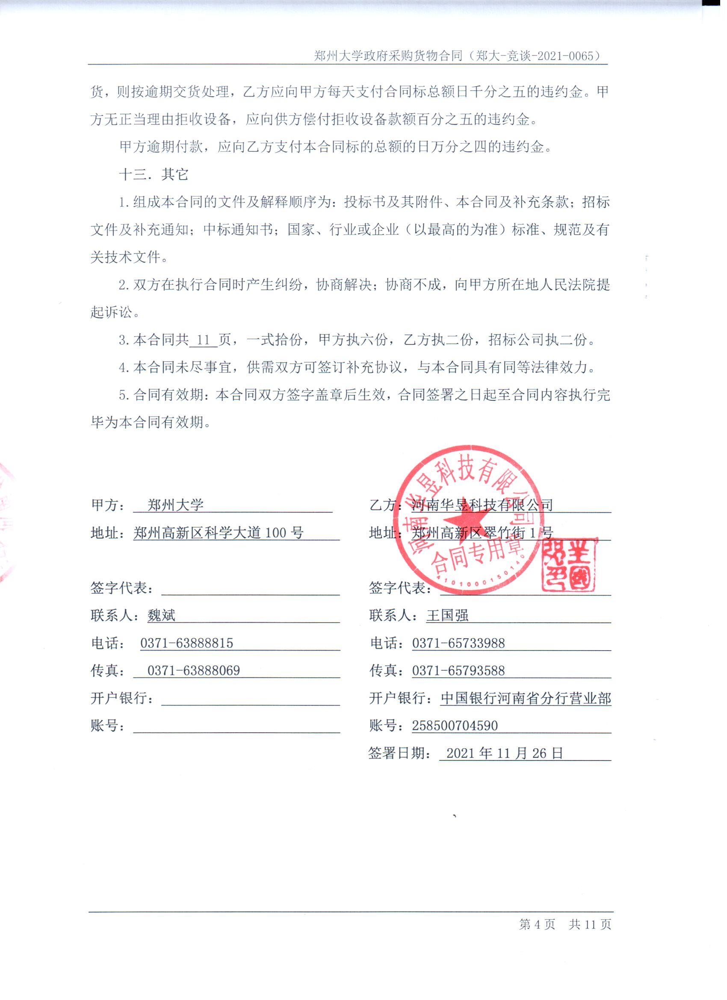 郑州大学政府采购货物合同（郑大-竞谈-2021-0065）
货，则按逾期交货处理，乙方应向甲方每天支付合同标总额日千分之五的违约金。甲
方无正当理由拒收设备，应向供方偿付拒收设备款额百分之五的违约金。
甲方逾期付款，应向乙方支付本合同标的总额的日万分之四的违约金。
十三．其它
1.组成本合同的文件及解释顺序为：投标书及其附件、本合同及补充条款；招标
文件及补充通知；中标通知书；国家、行业或企业（以最高的为准）标准、规范及有
关技术文件。
2.双方在执行合同时产生纠纷，协商解决；协商不成，向甲方所在地人民法院提
起诉讼。
3.本合同共 11 页，一式拾份，甲方执六份，乙方执二份，招标公司执二份。
4.本合同未尽事宜，供需双方可签订补充协议，与本合同具有同等法律效力。
5.合同有效期：本合同双方签字盖章后生效，合同签署之日起至合同内容执行完
毕为本合同有效期。
甲方： 郑州大学
地址：郑州高新区科学大道 100 号
签字代表：
联系人：魏斌
电话： 0371-63888815
传真： 0371-63888069
开户银行：
账号：
乙方：河南华昱科技有限公司
地址：郑州高新区翠竹街 1 号
签字代表：
联系人：王国强
电话：0371-65733988
传真：0371-65793588
开户银行：中国银行河南省分行营业部
账号：258500704590
签署日期： 2021 年 11 月 26 日
河南华昱科技有限公司
合同专用章
4101000150140
第 4 页 共 11 页